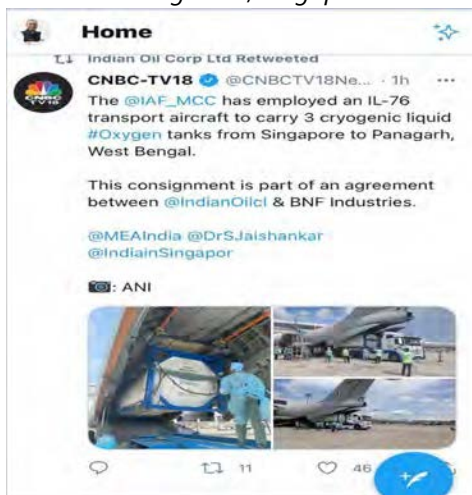 Home
Indian Oil Corp Ltd Retweeted
CNBC-TV18 @CNBCTV18Ne... · 1h ...
CNBC
TV18
The @IAF_MCC has employed an IL-76
transport aircraft to carry 3 cryogenic liquid
#Oxygen tanks from Singapore to Panagarh,
West Bengal.
This consignment is part of an agreement
between @IndianOilcl & BNF Industries.
@MEAIndia @DrSJaishankar
@IndiainSingapor
: ANI
11
46